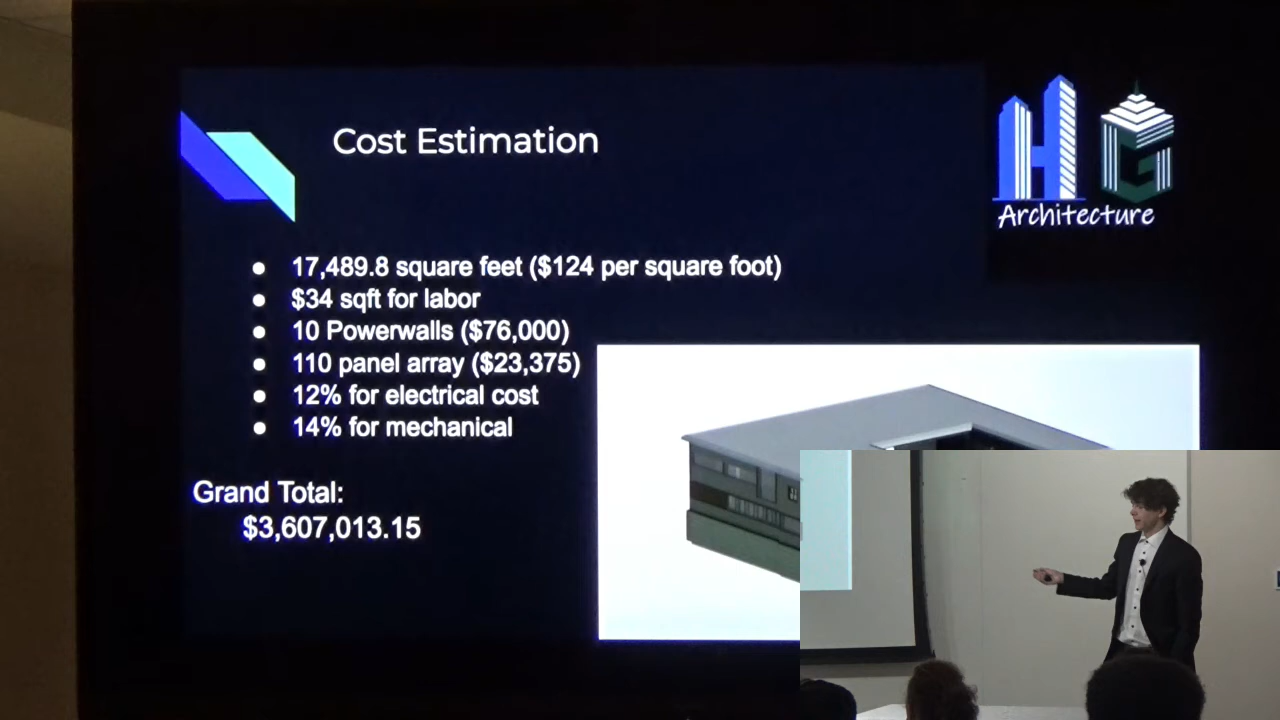 Cost Estimation
HG
Architecture
● 17,489.8 square feet ($124 per square foot)
● $34 sqft for labor
● 10 Powerwalls ($76,000)
● 110 panel array ($23,375)
● 12% for electrical cost
● 14% for mechanical
Grand Total:
$3,607,013.15